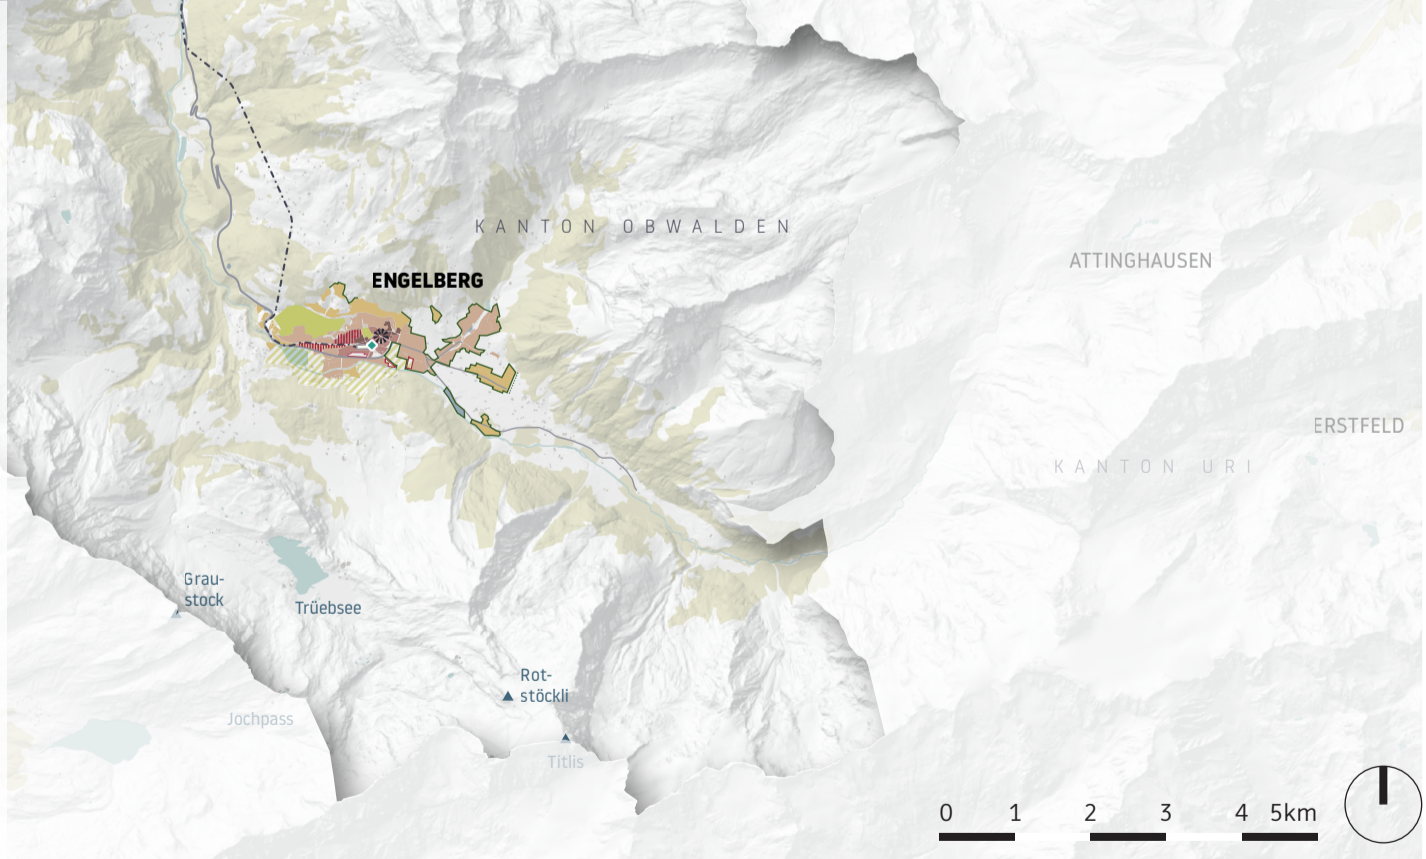 KANTON OBWALDEN
ATTINGHAUSEN
ENGELBERG
ERSTFELD
KANTON URI
Grau-
stock
Trüebsee
Rot-
stöckli
Jochpass
Titlis
0 1 2 3 4 5km